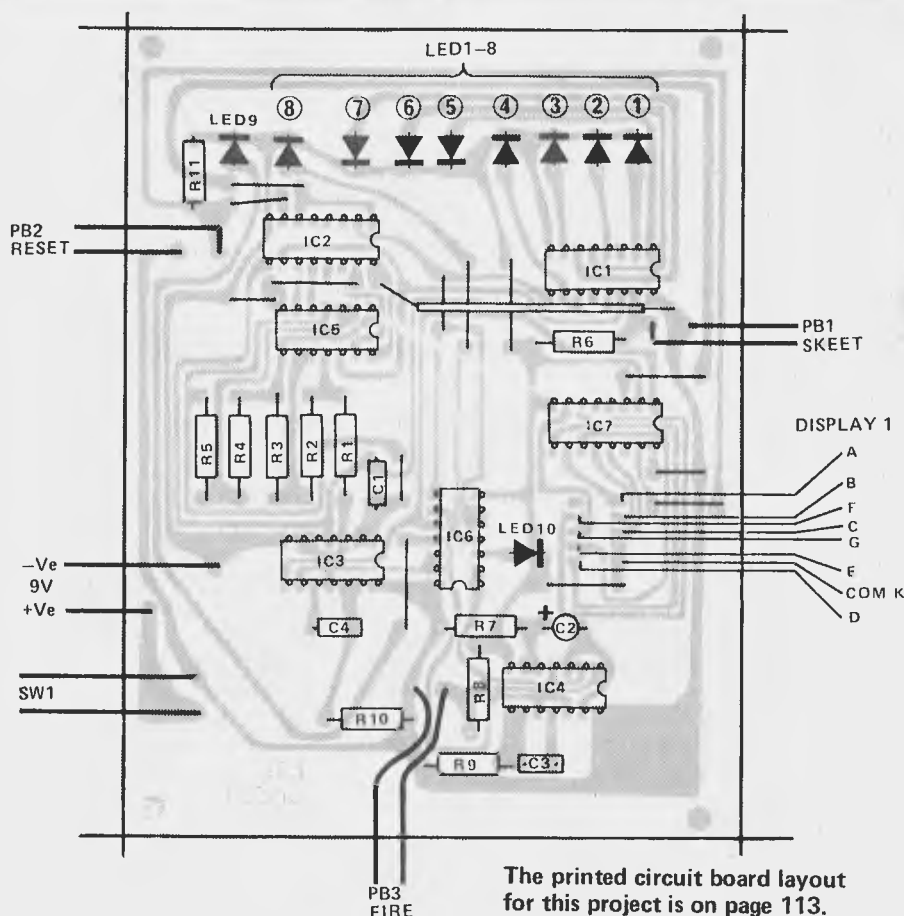 LED1-8
8 7 6 5 4 3 2 1
LED9
R11
PB2
RESET
IC2
IC1
IC5
R6
PB1
SKEET
IC7
R5
R4
R3
R2
R1
C1
DISPLAY 1
A
B
F
C
G
E
COM K
D
IC6
LED10
IC3
-Ve
9V
+Ve
C4
R7
+
C2
R8
IC4
SW1
R10
R9
C3
PB3
FIRE
The printed circuit board layout
for this project is on page 113.